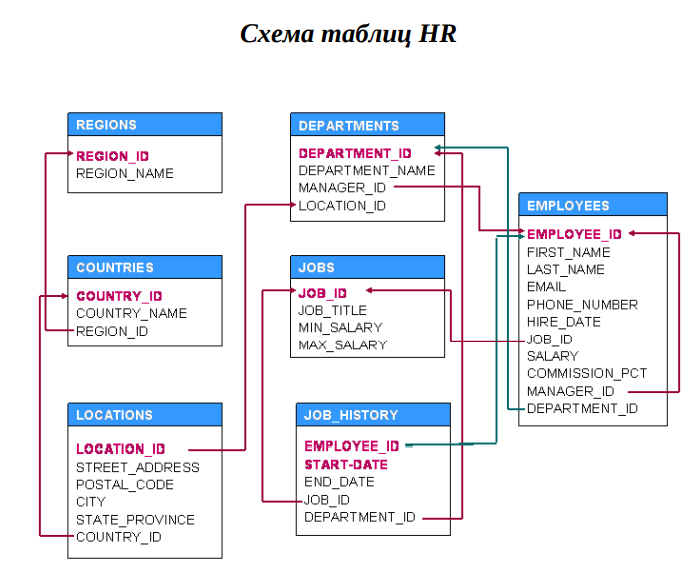 Схема таблиц HR
REGIONS
REGION_ID
REGION_NAME
COUNTRIES
COUNTRY_ID
COUNTRY_NAME
REGION_ID
LOCATIONS
LOCATION_ID
STREET_ADDRESS
POSTAL_CODE
CITY
STATE_PROVINCE
COUNTRY_ID
DEPARTMENTS
DEPARTMENT_ID
DEPARTMENT_NAME
MANAGER_ID
LOCATION_ID
JOBS
JOB_ID
JOB_TITLE
MIN_SALARY
MAX_SALARY
JOB_HISTORY
EMPLOYEE_ID
START-DATE
END_DATE
JOB_ID
DEPARTMENT_ID
EMPLOYEES
EMPLOYEE_ID
FIRST_NAME
LAST_NAME
EMAIL
PHONE_NUMBER
HIRE_DATE
JOB_ID
SALARY
COMMISSION_PCT
MANAGER_ID
DEPARTMENT_ID